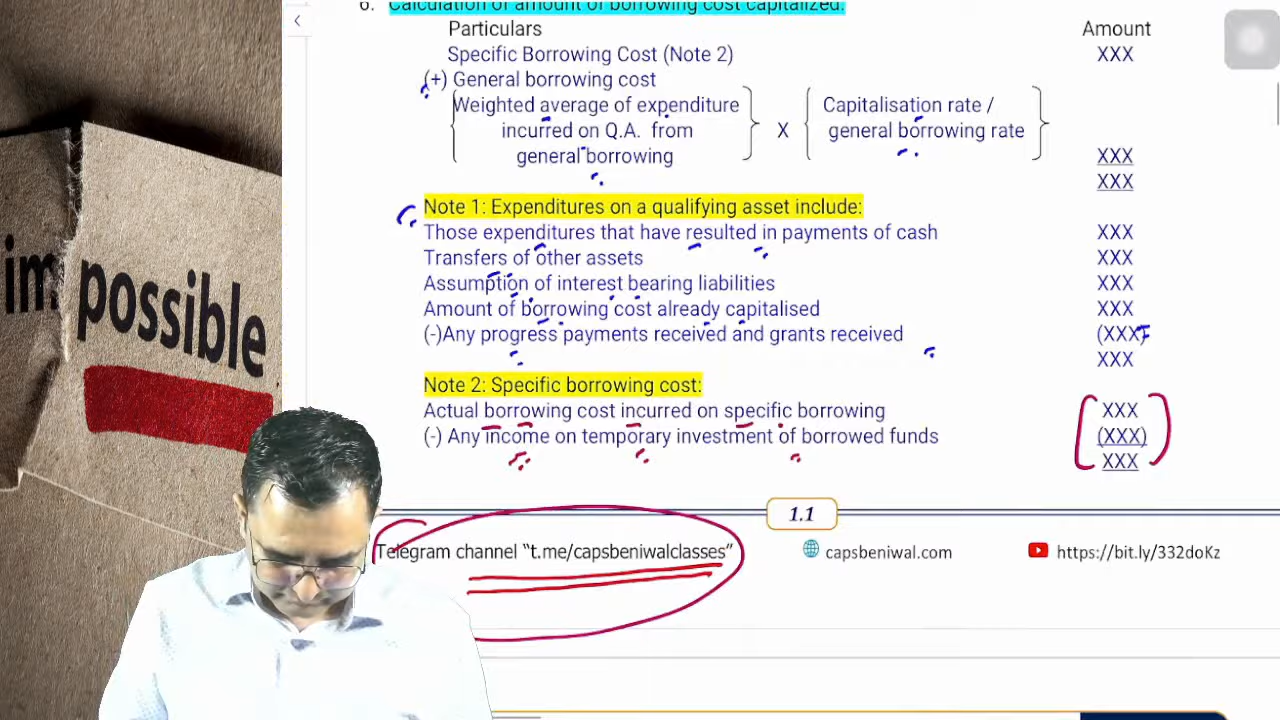 6. Calculation of amount of borrowing cost capitalized:
Particulars Amount
Specific Borrowing Cost (Note 2) XXX
(+) General borrowing cost
Weighted average of expenditure incurred on Q.A. from general borrowing X Capitalisation rate / general borrowing rate XXX
XXX
Note 1: Expenditures on a qualifying asset include:
Those expenditures that have resulted in payments of cash XXX
Transfers of other assets XXX
Assumption of interest bearing liabilities XXX
Amount of borrowing cost already capitalised XXX
(-)Any progress payments received and grants received (XXX)
XXX
Note 2: Specific borrowing cost:
Actual borrowing cost incurred on specific borrowing XXX
(-) Any income on temporary investment of borrowed funds (XXX)
XXX
1.1
Telegram channel “t.me/capsbeniwalclasses” capsbeniwal.com https://bit.ly/332doKz
im possible